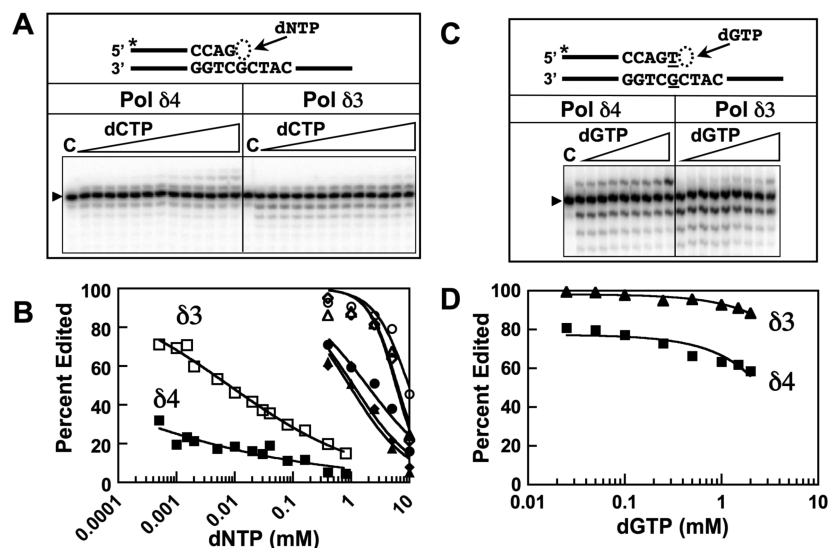 A
dNTP
5’ * CCAG
3’ GGTCGCTAC
Pol δ4 Pol δ3
dCTP dCTP
C C
C
dGTP
5’ * CCAGT
3’ GGTCGCTAC
Pol δ4 Pol δ3
dGTP dGTP
C
B
Percent Edited
100
80
60
40
20
0
δ3
δ4
0.0001 0.001 0.01 0.1 1 10
dNTP (mM)
D
Percent Edited
100
80
60
40
20
0
δ3
δ4
0.01 0.1 1 10
dGTP (mM)